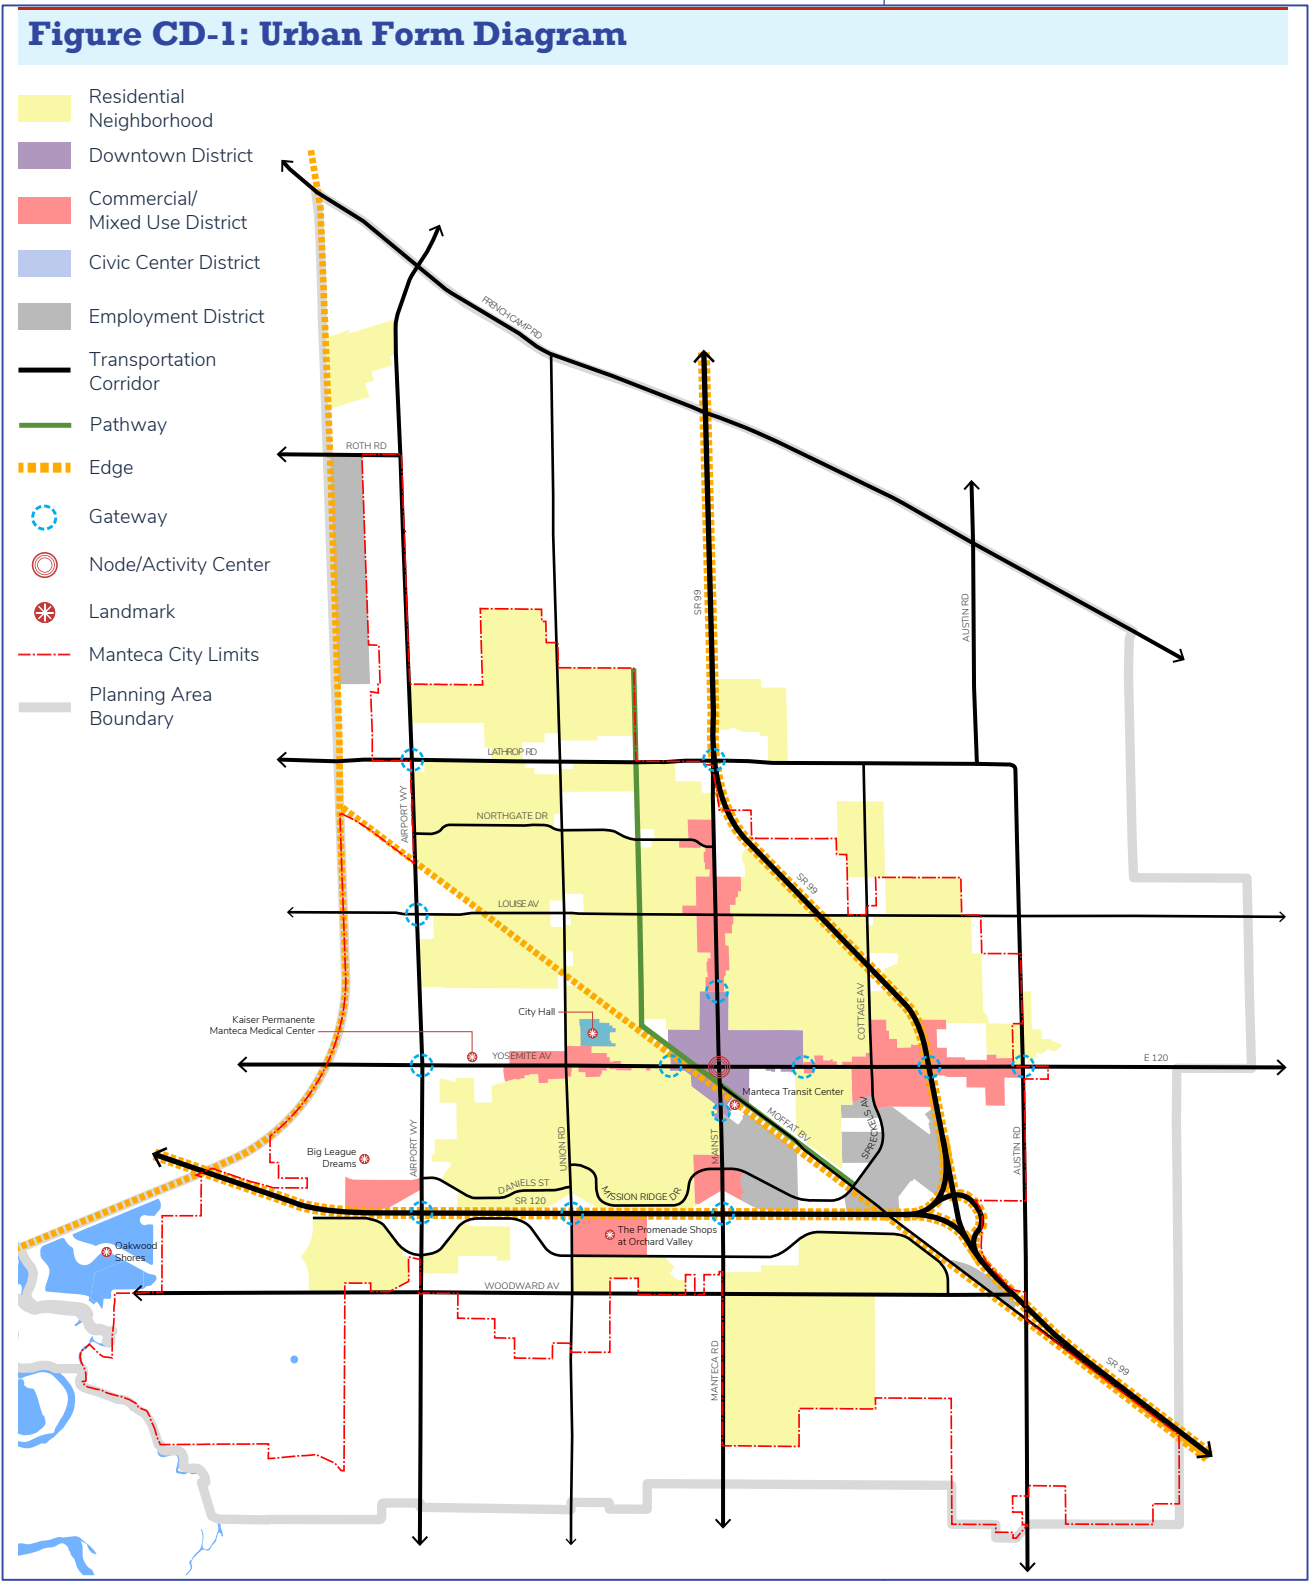 Figure CD-1: Urban Form Diagram
Residential
Neighborhood
Downtown District
Commercial/
Mixed Use District
Civic Center District
Employment District
Transportation
Corridor
Pathway
Edge
Gateway
Node/Activity Center
Landmark
Manteca City Limits
Planning Area
Boundary
FRENCH CAMP RD
ROTH RD
SR 99
AUSTIN RD
LATHROP RD
AIRPORT WY
NORTHGATE DR
SR 99
LOUISE AV
COTTAGE AV
City Hall
Kaiser Permanente
Manteca Medical Center
YOSEMITE AV
E 120
Manteca Transit Center
MOFFAT BV
SPRECKELS AV
AIRPORT WY
UNION RD
MAIN ST
AUSTIN RD
Big League
Dreams
DANIELS ST
MISSION RIDGE DR
SR 120
The Promenade Shops
at Orchard Valley
Oakwood
Shores
WOODWARD AV
MANTECA RD
SR 99